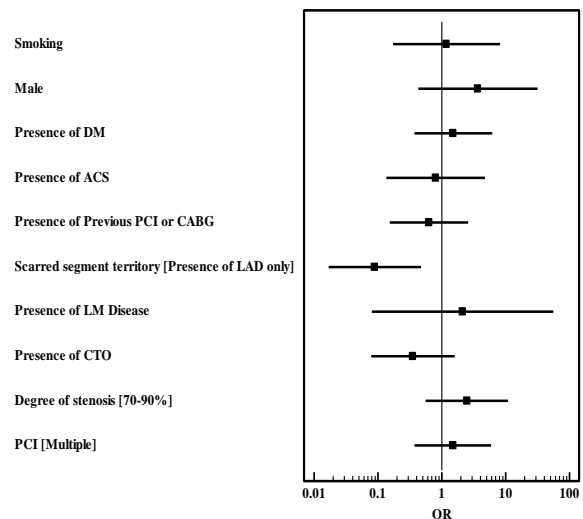 Smoking
Male
Presence of DM
Presence of ACS
Presence of Previous PCI or CABG
Scarred segment territory [Presence of LAD only]
Presence of LM Disease
Presence of CTO
Degree of stenosis [70-90%]
PCI [Multiple]
0.01 0.1 1 10 100
OR